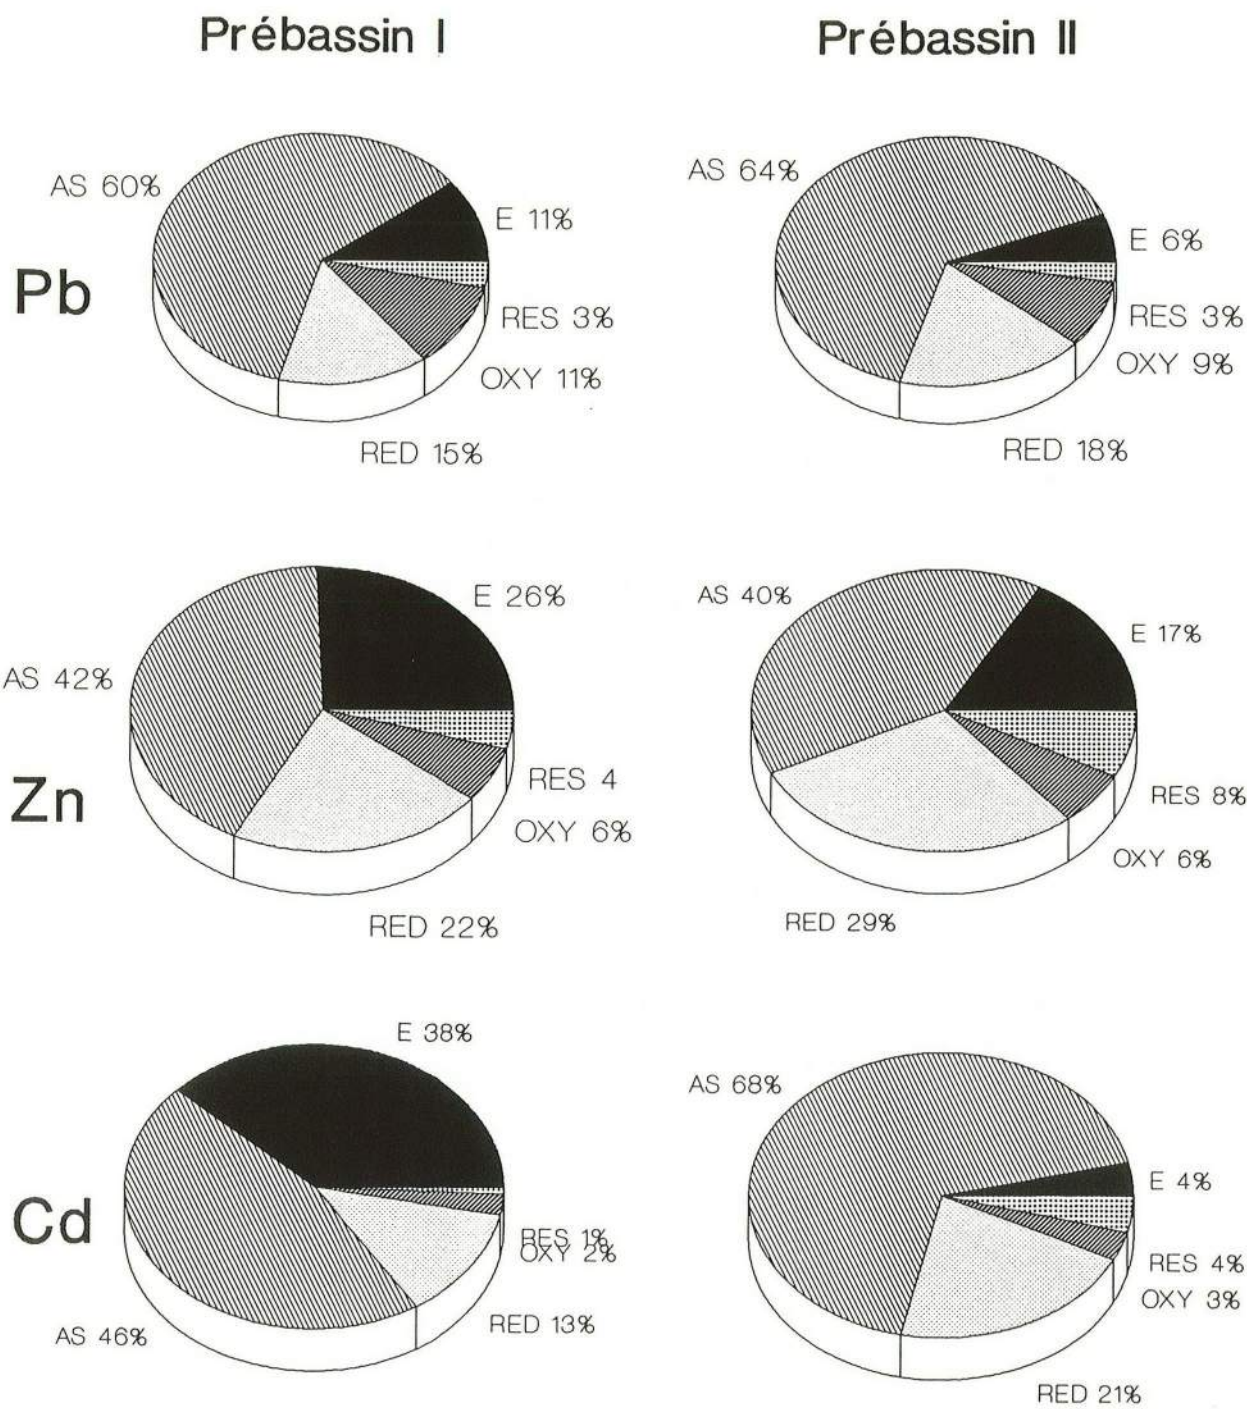 Prébassin I
Prébassin II
Pb
AS 60%
E 11%
RES 3%
OXY 11%
RED 15%
AS 64%
E 6%
RES 3%
OXY 9%
RED 18%
Zn
E 26%
AS 42%
RES 4
OXY 6%
RED 22%
AS 40%
E 17%
RES 8%
OXY 6%
RED 29%
Cd
E 38%
RES 1%
OXY 2%
RED 13%
AS 46%
AS 68%
E 4%
RES 4%
OXY 3%
RED 21%